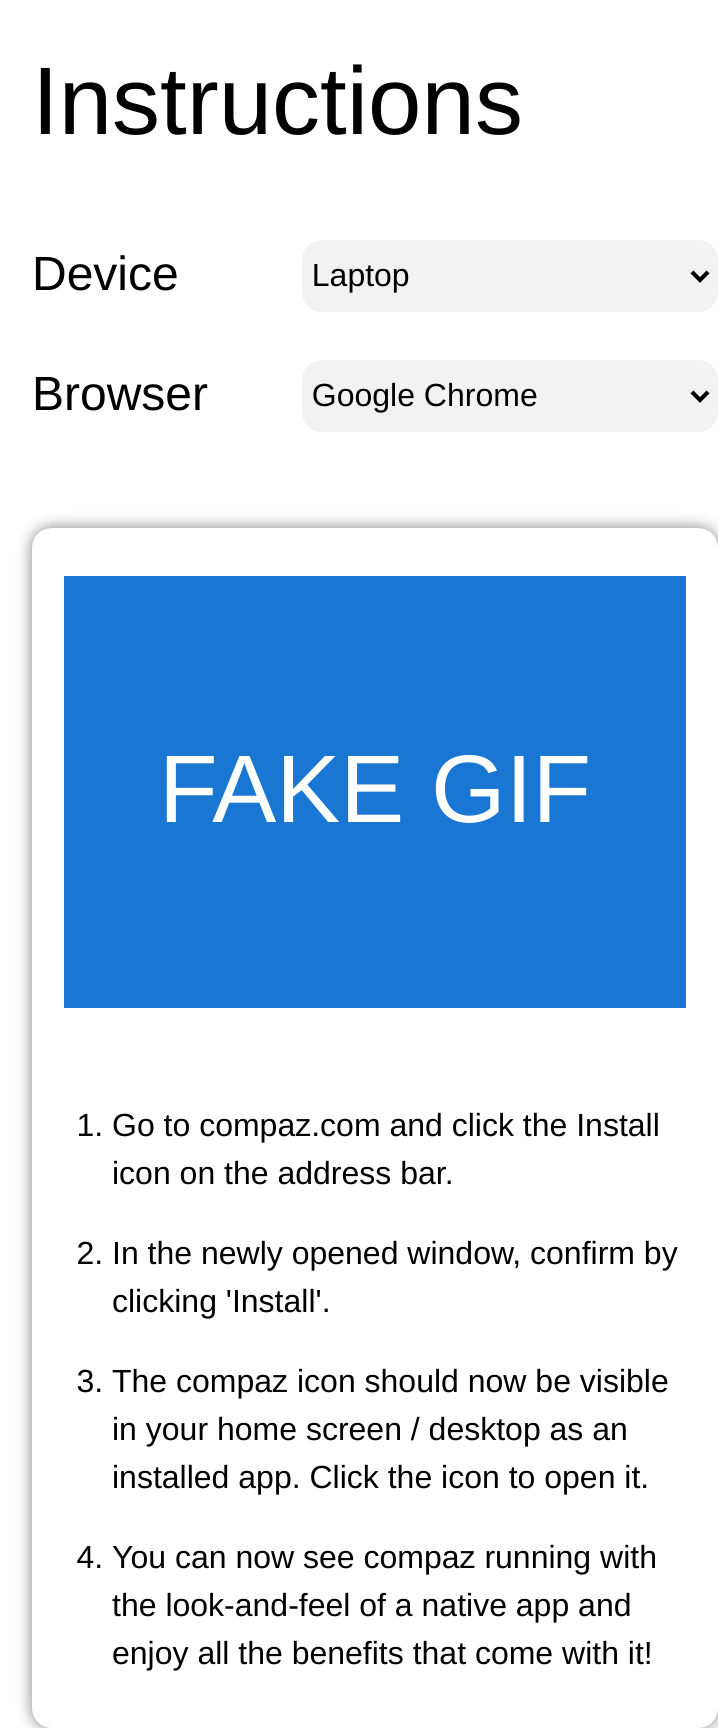 Instructions
Device
Laptop
Browser
Google Chrome
FAKE GIF
1. Go to compaz.com and click the Install
icon on the address bar.
2. In the newly opened window, confirm by
clicking 'Install'.
3. The compaz icon should now be visible
in your home screen / desktop as an
installed app. Click the icon to open it.
4. You can now see compaz running with
the look-and-feel of a native app and
enjoy all the benefits that come with it!